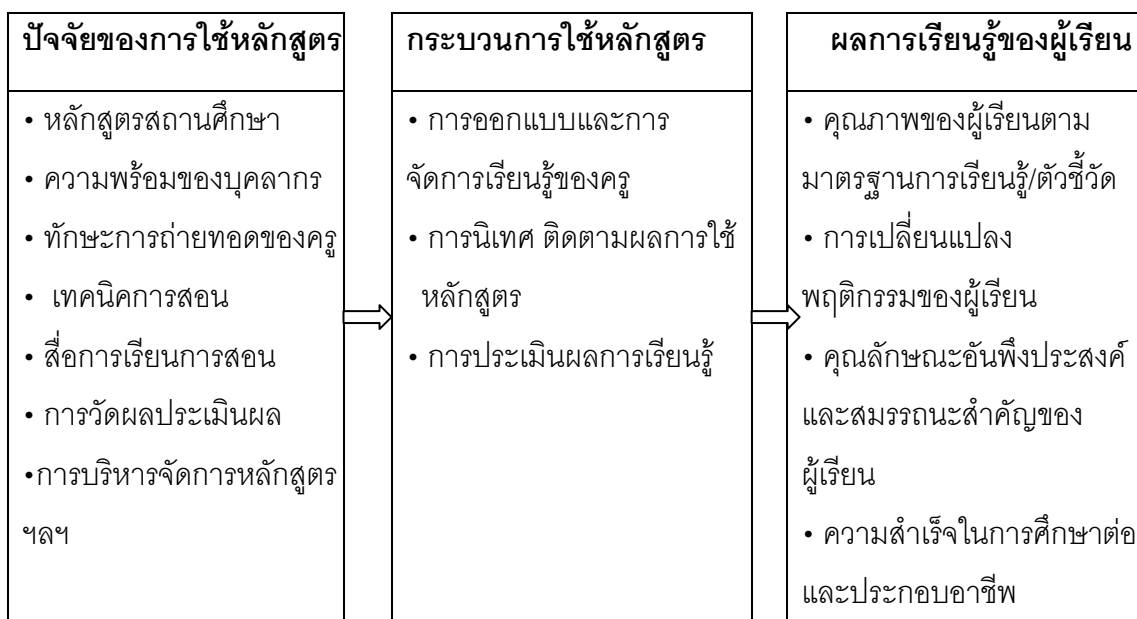 ปัจจัยของการใช้หลักสูตร
• หลักสูตรสถานศึกษา
• ความพร้อมของบุคลากร
• ทักษะการถ่ายทอดของครู
• เทคนิคการสอน
• สื่อการเรียนการสอน
• การวัดผลประเมินผล
•การบริหารจัดการหลักสูตร
ฯลฯ
กระบวนการใช้หลักสูตร
• การออกแบบและการ
จัดการเรียนรู้ของครู
• การนิเทศ ติดตามผลการใช้
หลักสูตร
• การประเมินผลการเรียนรู้
ผลการเรียนรู้ของผู้เรียน
• คุณภาพของผู้เรียนตาม
มาตรฐานการเรียนรู้/ตัวชี้วัด
• การเปลี่ยนแปลง
พฤติกรรมของผู้เรียน
• คุณลักษณะอันพึงประสงค์
และสมรรถนะสำคัญของ
ผู้เรียน
• ความสำเร็จในการศึกษาต่อ
และประกอบอาชีพ